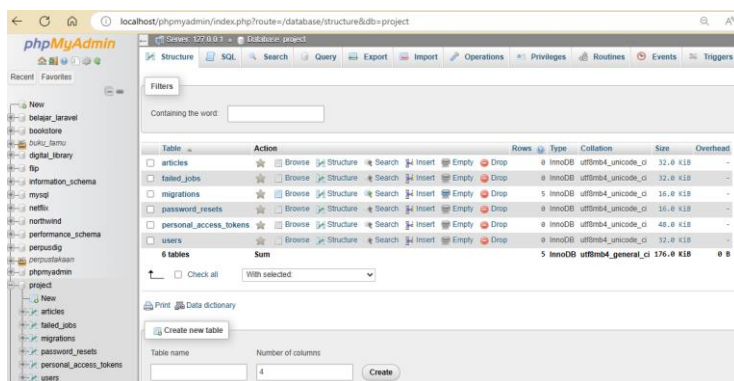 localhost/phpmyadmin/index.php?route=/database/structure&db=project
phpMyAdmin
Recent Favorites
New
belajar_laravel
bookstore
buku_tamu
digital_library
flip
information_schema
mysql
netflix
northwind
performance_schema
perpusdig
perpustakaan
phpmyadmin
project
New
articles
failed_jobs
migrations
password_resets
personal_access_tokens
users
Server: 127.0.0.1 » Database: project
Structure SQL Search Query Export Import Operations Privileges Routines Events Triggers
Filters
Containing the word:
Table Action Rows Type Collation Size Overhead
articles Browse Structure Search Insert Empty Drop 0 InnoDB utf8mb4_unicode_ci 32.0 KiB -
failed_jobs Browse Structure Search Insert Empty Drop 0 InnoDB utf8mb4_unicode_ci 32.0 KiB -
migrations Browse Structure Search Insert Empty Drop 5 InnoDB utf8mb4_unicode_ci 16.0 KiB -
password_resets Browse Structure Search Insert Empty Drop 0 InnoDB utf8mb4_unicode_ci 16.0 KiB -
personal_access_tokens Browse Structure Search Insert Empty Drop 0 InnoDB utf8mb4_unicode_ci 48.0 KiB -
users Browse Structure Search Insert Empty Drop 0 InnoDB utf8mb4_unicode_ci 32.0 KiB -
6 tables Sum 5 InnoDB utf8mb4_general_ci 176.0 KiB 0 B
Check all With selected:
Print Data dictionary
Create new table
Table name Number of columns
4 Create